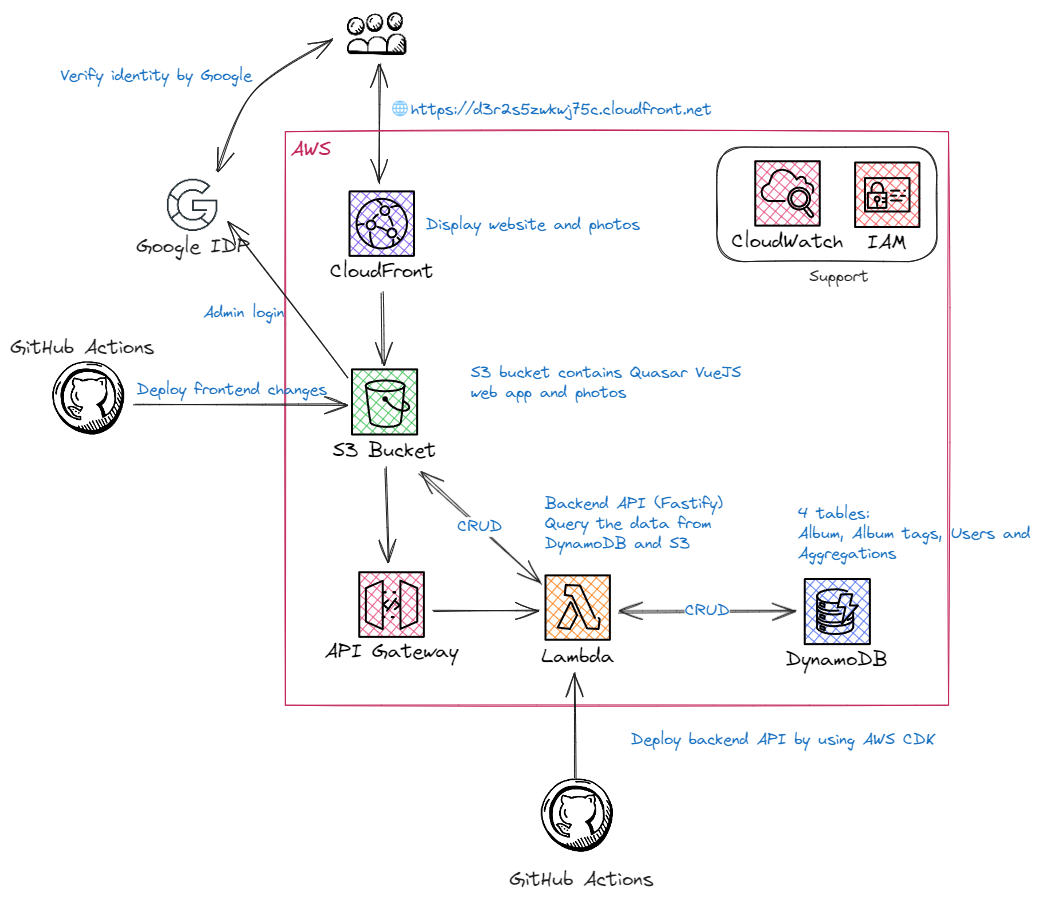 Verify identity by Google
https://d3r2s5zwkwj75c.cloudfront.net
AWS
Google IDP
CloudFront
Display website and photos
CloudWatch
IAM
Support
Admin login
GitHub Actions
Deploy frontend changes
S3 bucket contains Quasar VueJS
web app and photos
S3 Bucket
CRUD
Backend API (Fastify)
Query the data from
DynamoDB and S3
4 tables:
Album, Album tags, Users and
Aggregations
CRUD
API Gateway
Lambda
DynamoDB
Deploy backend API by using AWS CDK
GitHub Actions